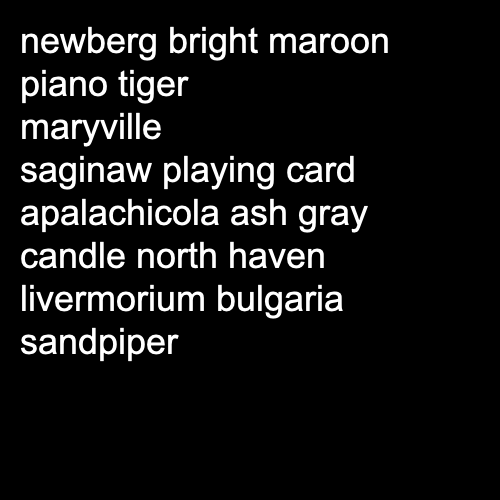 newberg bright maroon
piano tiger
maryville
saginaw playing card
apalachicola ash gray
candle north haven
livermorium bulgaria
sandpiper